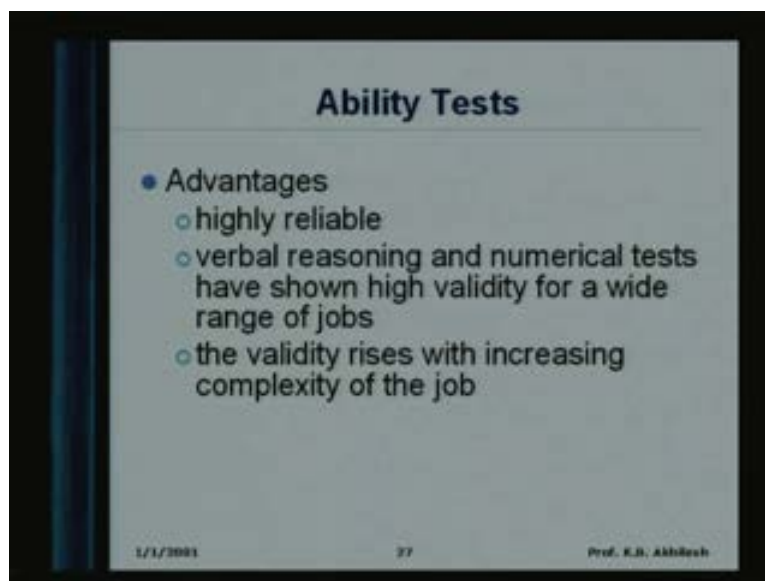 Ability Tests
Advantages
highly reliable
verbal reasoning and numerical tests
have shown high validity for a wide
range of jobs
the validity rises with increasing
complexity of the job
1/1/2001 27 Prof. K.B. Akhilesh